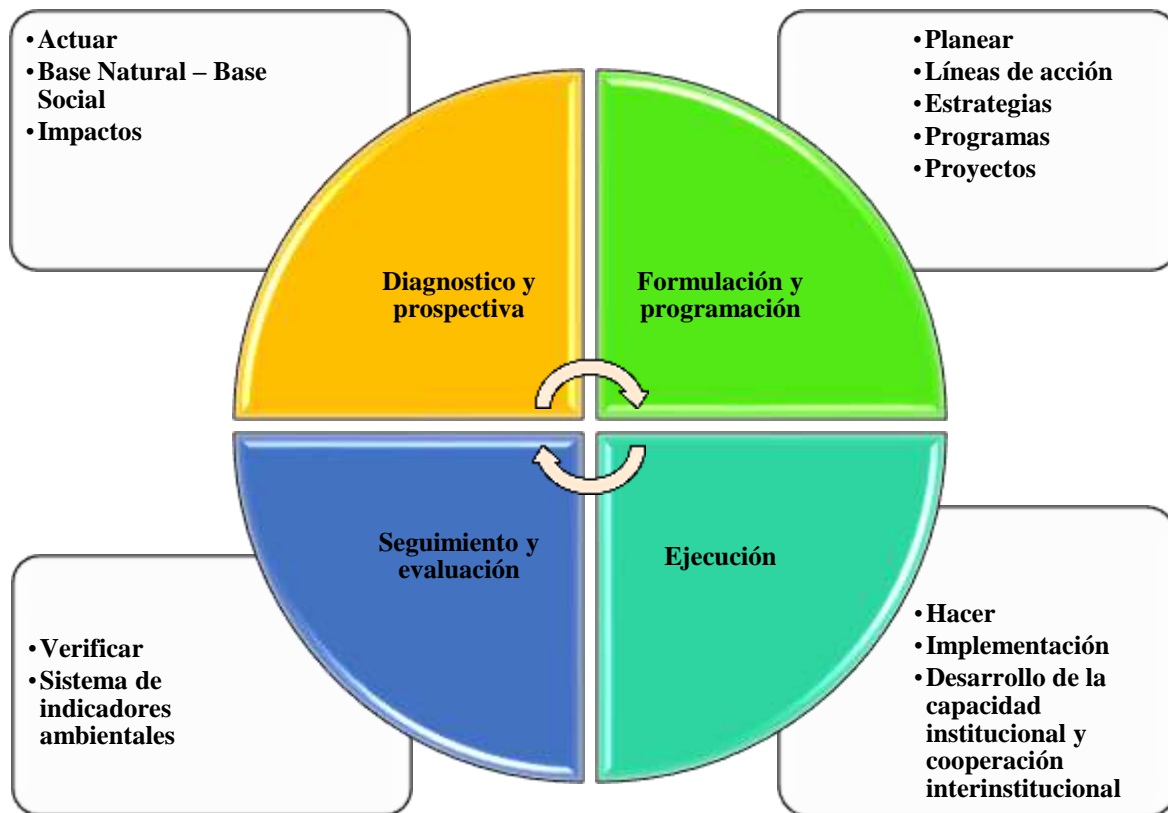 • Actuar
• Base Natural – Base
Social
• Impactos
• Planear
• Líneas de acción
• Estrategias
• Programas
• Proyectos
Diagnostico y
prospectiva
Formulación y
programación
Seguimiento y
evaluación
Ejecución
• Verificar
• Sistema de
indicadores
ambientales
• Hacer
• Implementación
• Desarrollo de la
capacidad
institucional y
cooperación
interinstitucional